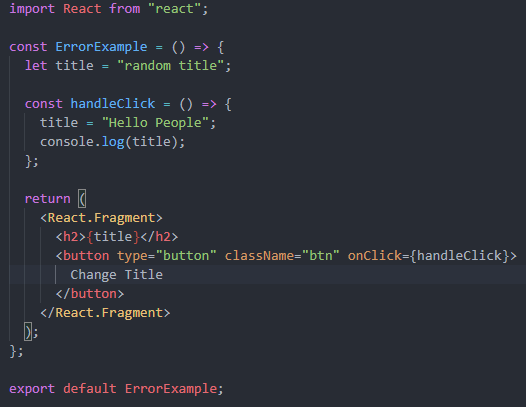 import React from "react";

const ErrorExample = () => {
  let title = "random title";

  const handleClick = () => {
    title = "Hello People";
    console.log(title);
  };

  return (
    <React.Fragment>
      <h2>{title}</h2>
      <button type="button" className="btn" onClick={handleClick}>
        Change Title
      </button>
    </React.Fragment>
  );
};

export default ErrorExample;